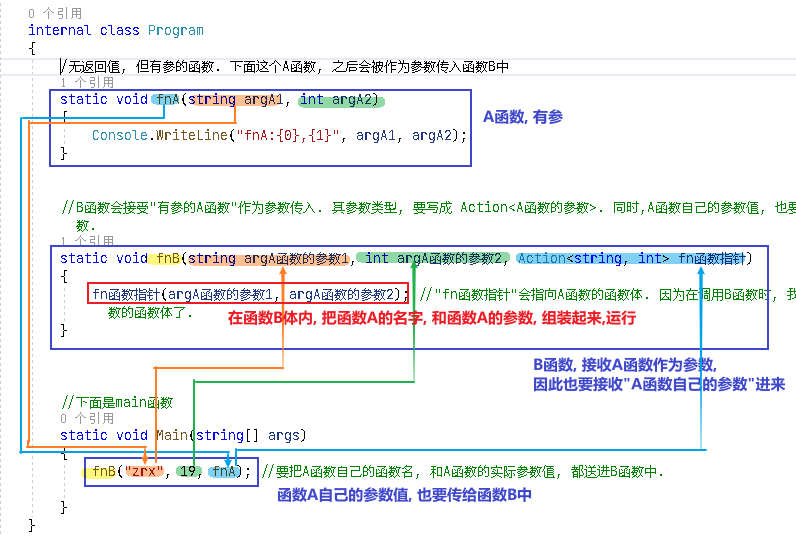 0 个引用
internal class Program
{
//无返回值, 但有参的函数. 下面这个A函数, 之后会被作为参数传入函数B中
1 个引用
static void fnA(string argA1, int argA2)
{
Console.WriteLine("fnA:{0},{1}", argA1, argA2);
}
A函数, 有参
//B函数会接受"有参的A函数"作为参数传入. 其参数类型, 要写成 Action<A函数的参数>. 同时,A函数自己的参数值, 也要
数.
1 个引用
static void fnB(string argA函数的参数1, int argA函数的参数2, Action<string, int> fn函数指针)
{
fn函数指针(argA函数的参数1, argA函数的参数2); //"fn函数指针"会指向A函数的函数体. 因为在调用B函数时, 我
数的函数体了.
在函数B体内, 把函数A的名字, 和函数A的参数, 组装起来,运行
}
B函数, 接收A函数作为参数,
因此也要接收"A函数自己的参数"进来
//下面是main函数
0 个引用
static void Main(string[] args)
{
fnB("zrx", 19, fnA); //要把A函数自己的函数名, 和A函数的实际参数值, 都送进B函数中.
函数A自己的参数值, 也要传给函数B中
}
}